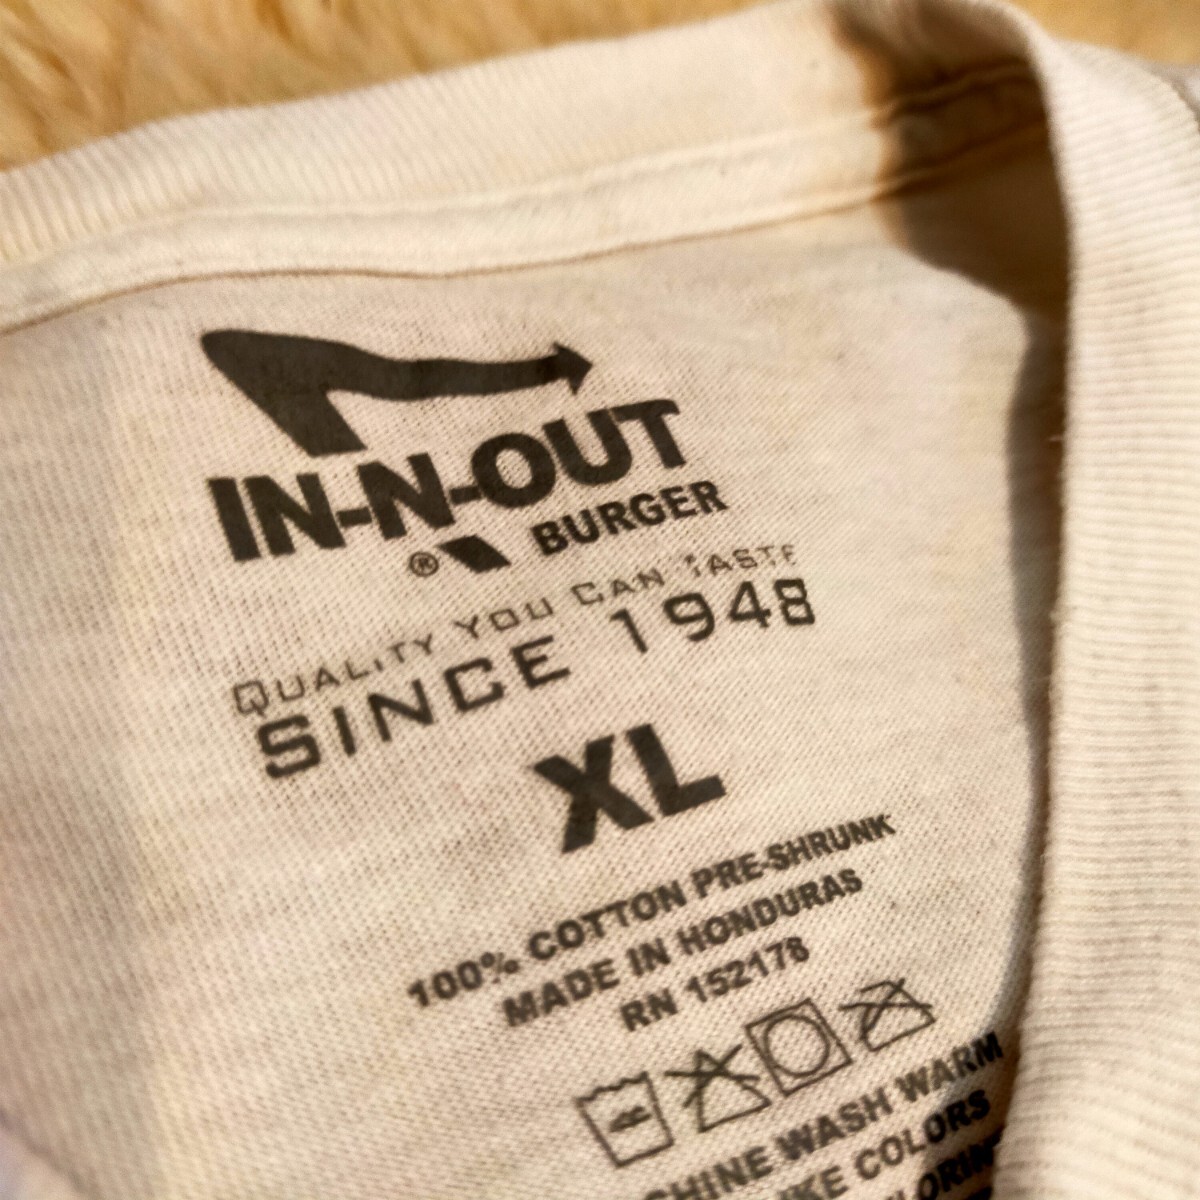 IN-N-OUT
® BURGER
QUALITY YOU CAN TASTE
SINCE 1948
XL
100% COTTON PRE-SHRUNK
MADE IN HONDURAS
RN 152178
WASH WARM
COLORS